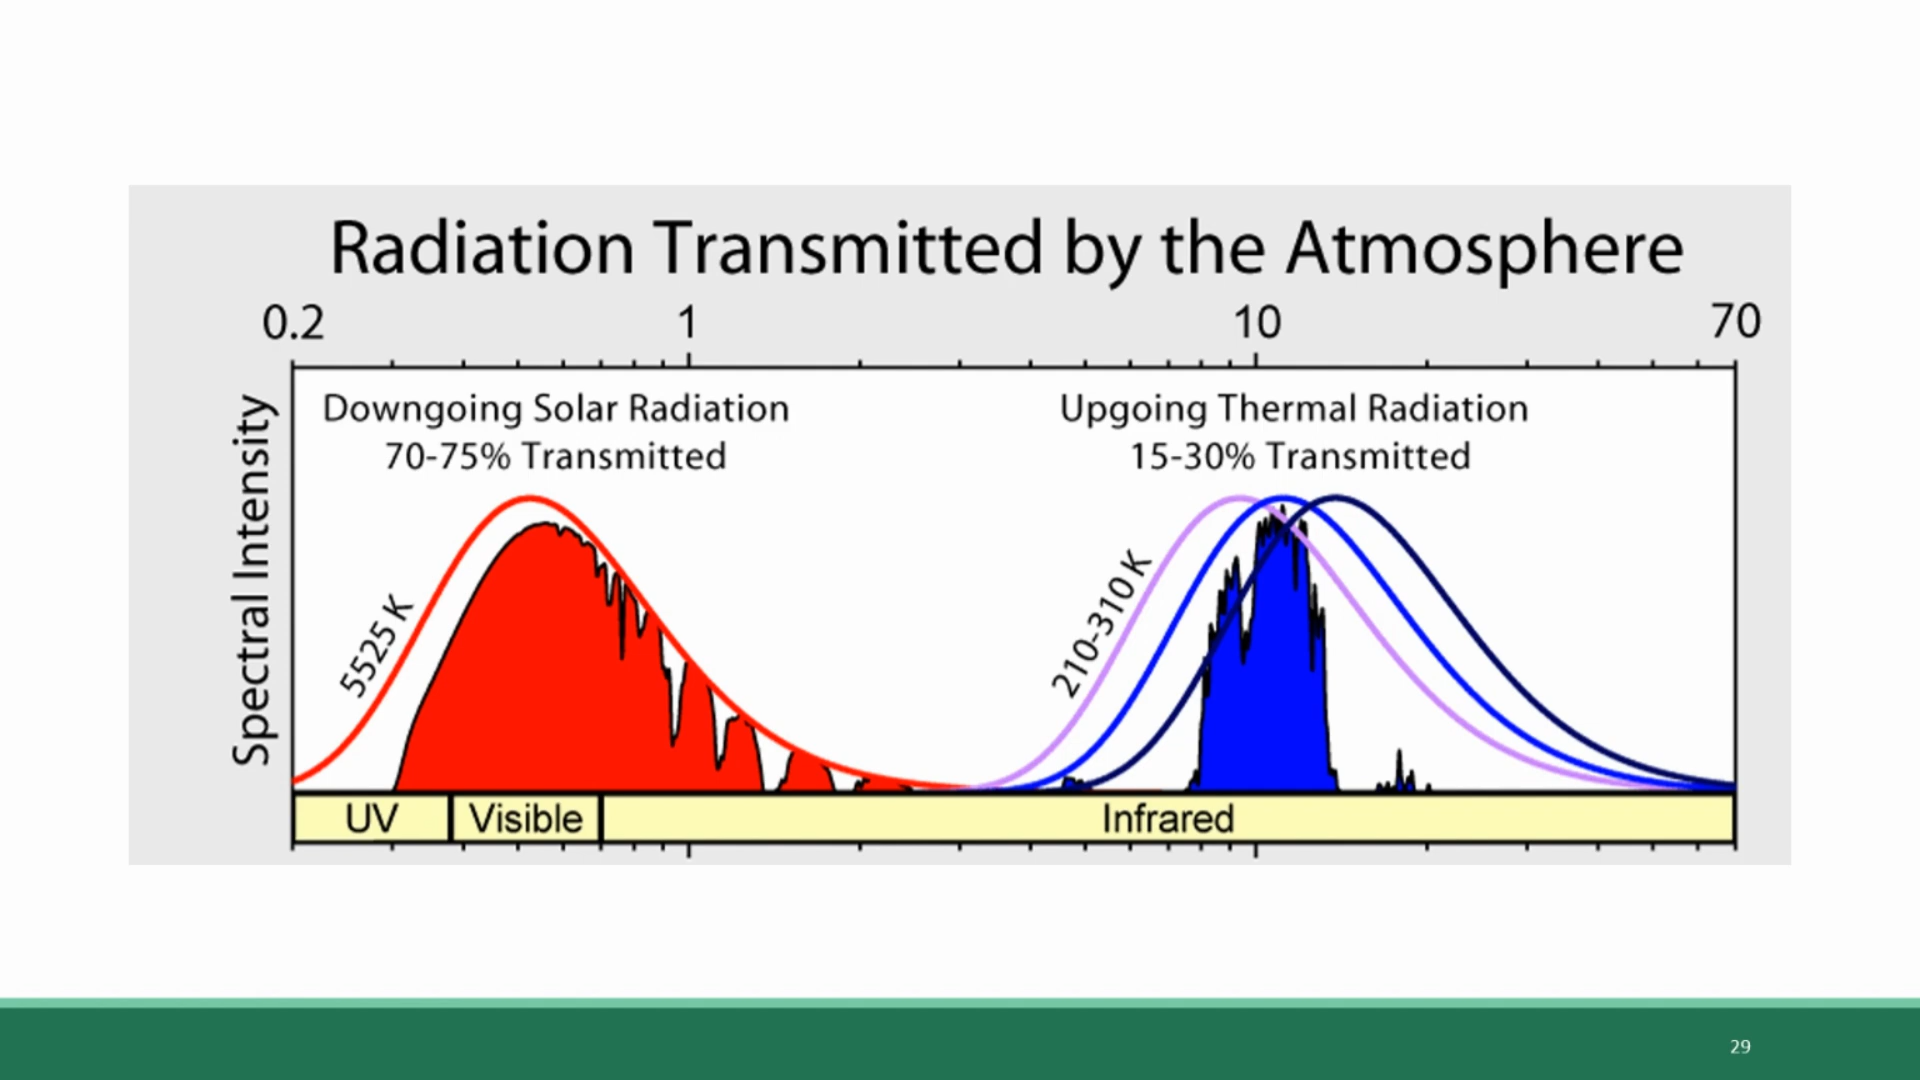 Radiation Transmitted by the Atmosphere
0.2 1 10 70
Spectral Intensity
Downgoing Solar Radiation
70-75% Transmitted
Upgoing Thermal Radiation
15-30% Transmitted
5525 K
210-310 K
UV Visible Infrared
29